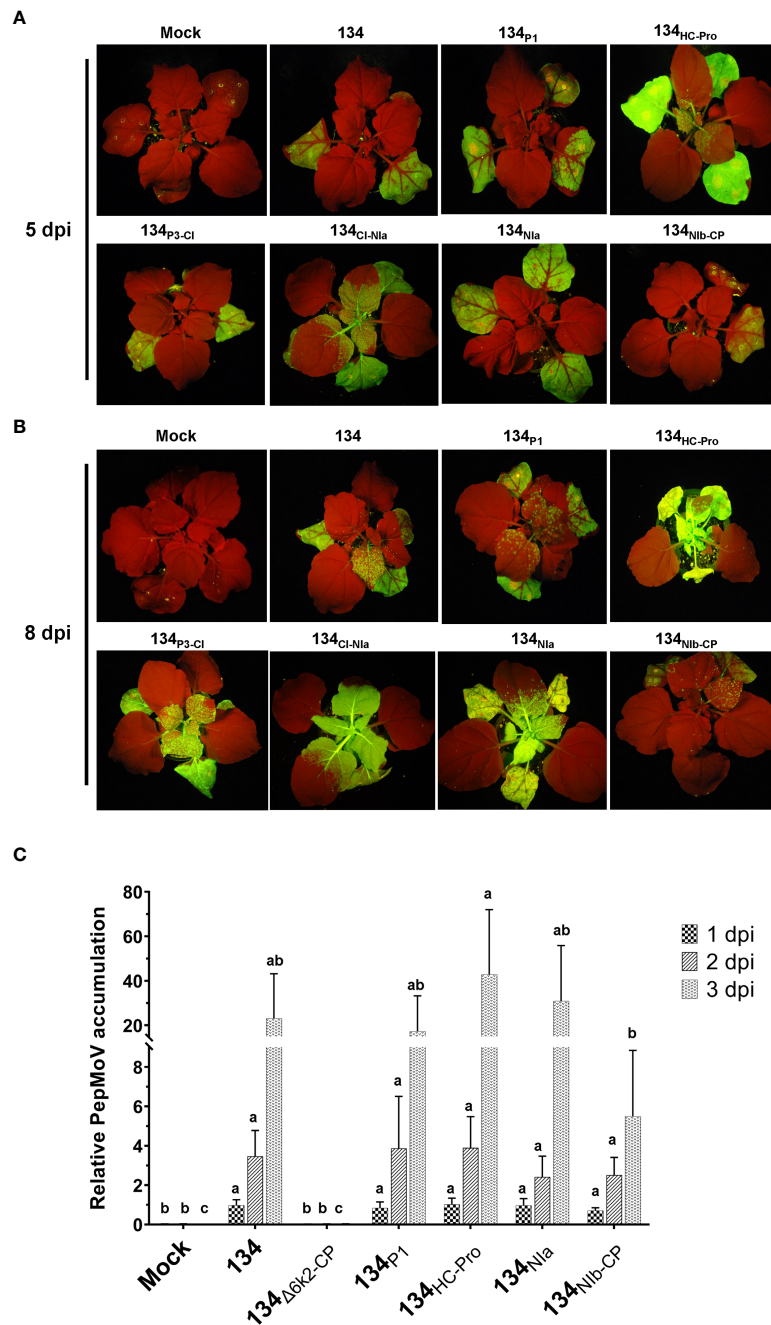 A
Mock 134 134P1 134HC-Pro
5 dpi
134P3-CI 134CI-NIa 134NIa 134NIb-CP
B
Mock 134 134P1 134HC-Pro
8 dpi
134P3-CI 134CI-NIa 134NIa 134NIb-CP
C
Relative PepMoV accumulation
80
60
40
20
8
6
4
2
0
b b c
a a ab
b b c
a a ab
a a a
a a ab
a a b
1 dpi
2 dpi
3 dpi
Mock
134
134Δ6k2-CP
134P1
134HC-Pro
134NIa
134NIb-CP